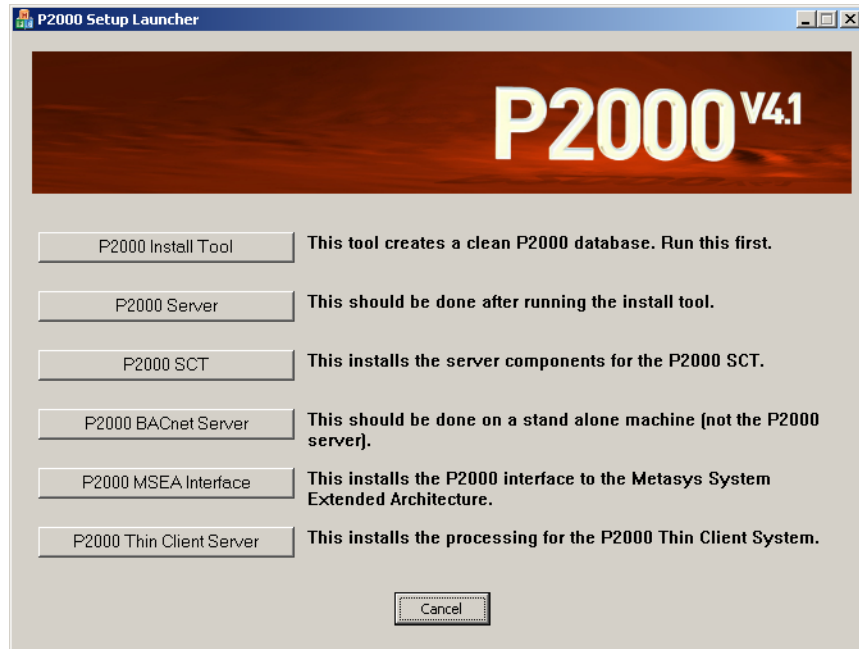 P2000 Setup Launcher
P2000 V4.1
P2000 Install Tool
This tool creates a clean P2000 database. Run this first.
P2000 Server
This should be done after running the install tool.
P2000 SCT
This installs the server components for the P2000 SCT.
P2000 BACnet Server
This should be done on a stand alone machine (not the P2000
server).
P2000 MSEA Interface
This installs the P2000 interface to the Metasys System
Extended Architecture.
P2000 Thin Client Server
This installs the processing for the P2000 Thin Client System.
Cancel